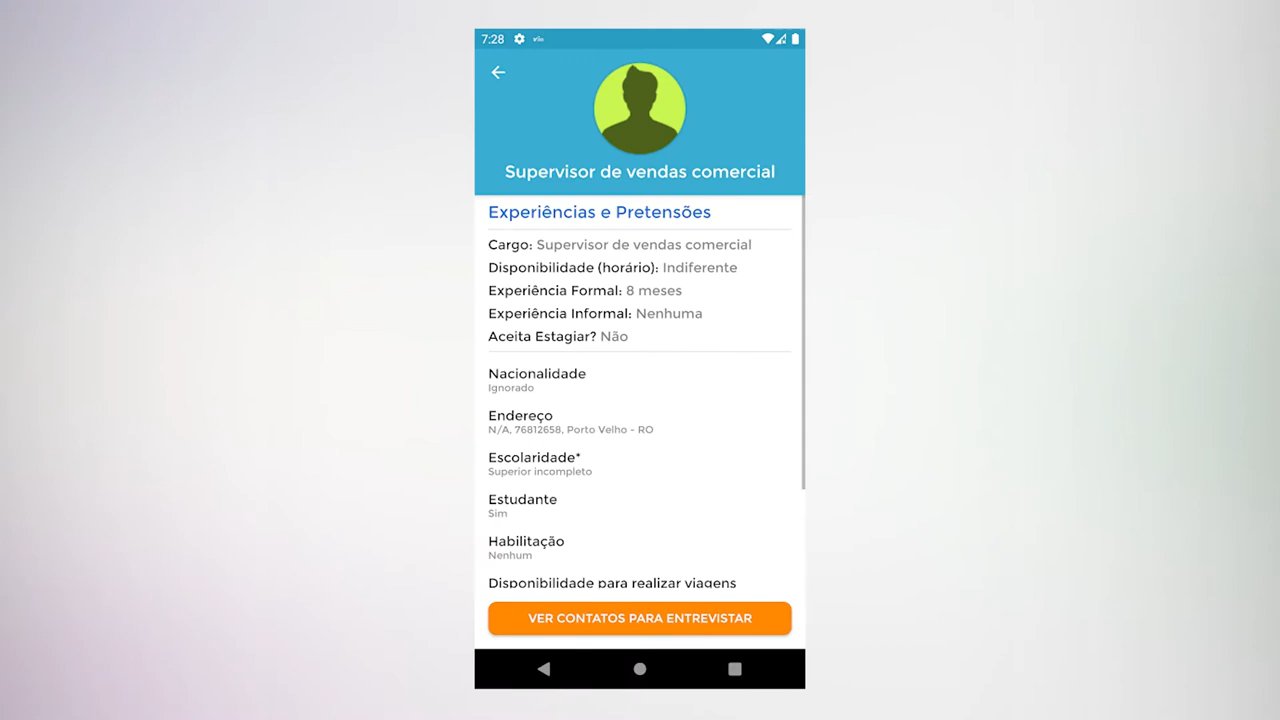 7:28
Supervisor de vendas comercial
Experiências e Pretensões
Cargo: Supervisor de vendas comercial
Disponibilidade (horário): Indiferente
Experiência Formal: 8 meses
Experiência Informal: Nenhuma
Aceita Estagiar? Não
Nacionalidade
Ignorado
Endereço
N/A, 76812658, Porto Velho - RO
Escolaridade*
Superior incompleto
Estudante
Sim
Habilitação
Nenhum
Disponibilidade para realizar viagens
VER CONTATOS PARA ENTREVISTAR